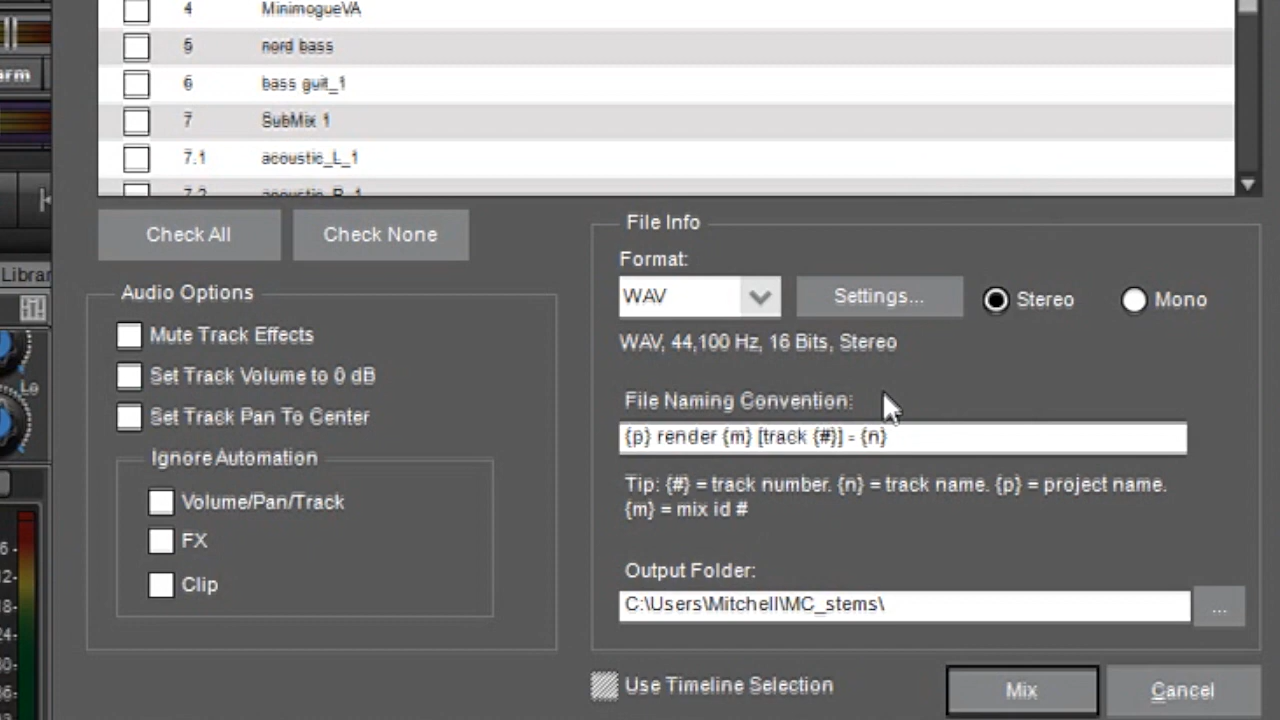 4 MinimogueVA
5 nord bass
6 bass guit_1
7 SubMix 1
7.1 acoustic_L_1
7.2 acoustic_R_1
Check All Check None
Audio Options
Mute Track Effects
Set Track Volume to 0 dB
Set Track Pan To Center
Ignore Automation
Volume/Pan/Track
FX
Clip
File Info
Format:
WAV Settings... Stereo Mono
WAV, 44,100 Hz, 16 Bits, Stereo
File Naming Convention:
{p} render {m} [track {#}] - {n}
Tip: {#} = track number. {n} = track name. {p} = project name.
{m} = mix id #
Output Folder:
C:\Users\Mitchell\MC_stems\ ...
Use Timeline Selection Mix Cancel